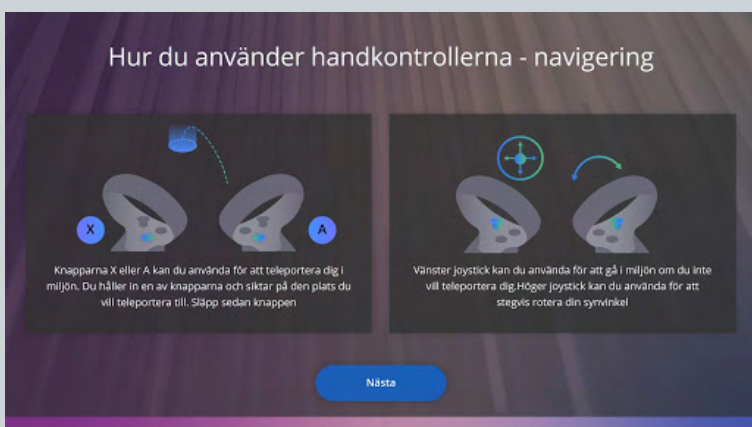 Hur du använder handkontrollerna - navigering
X
A
Knapparna X eller A kan du använda för att teleportera dig i
miljön. Du håller in en av knapparna och siktar på den plats du
vill teleportera till. Släpp sedan knappen
Vänster joystick kan du använda för att gå i miljön om du inte
vill teleportera dig.Höger joystick kan du använda för att
stegvis rotera din synvinkel
Nästa